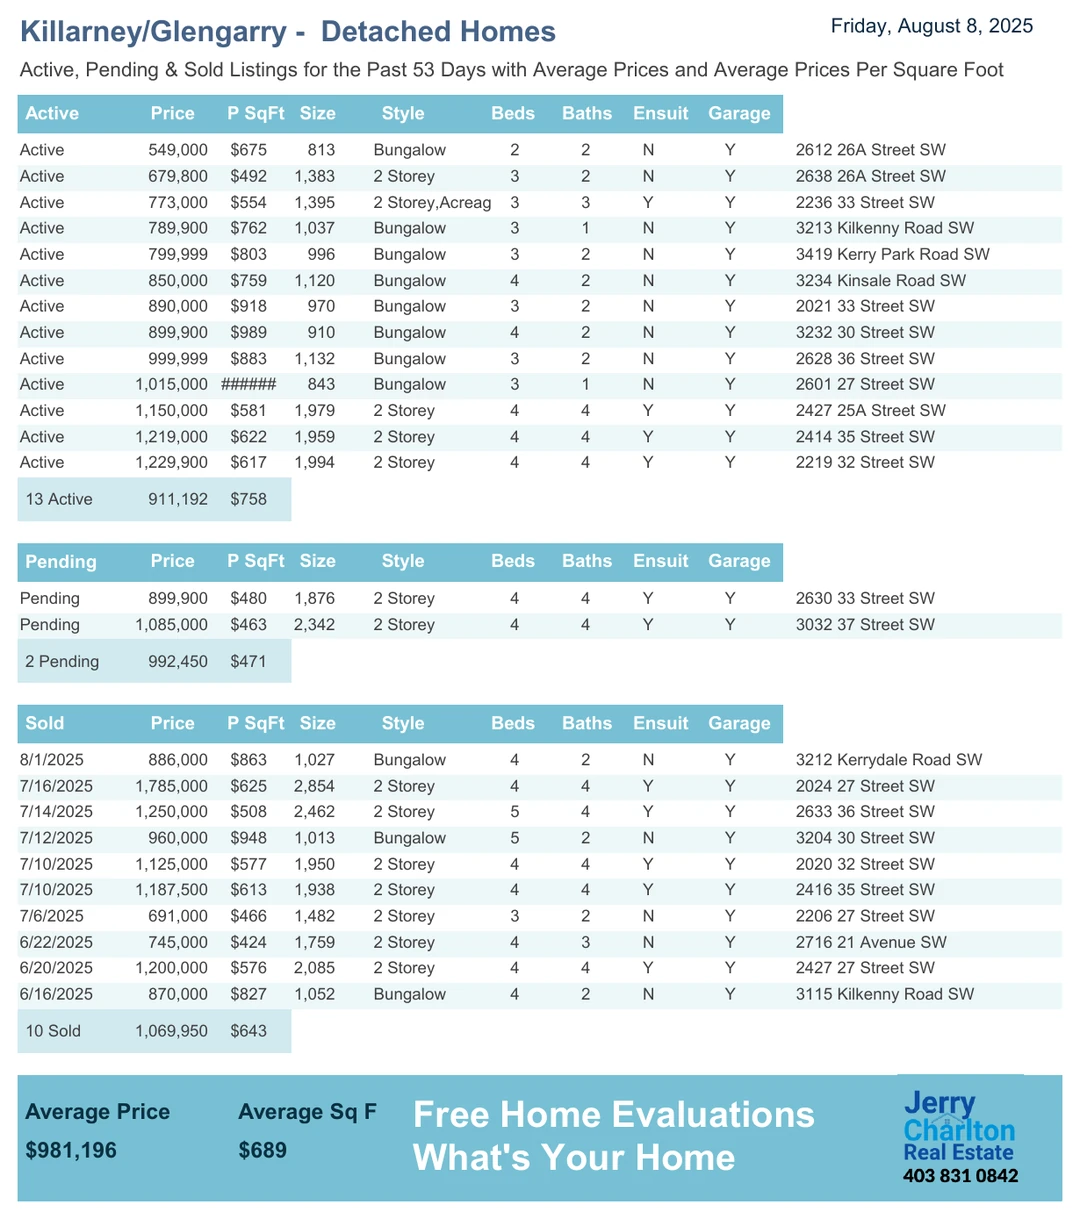 Killarney/Glengarry - Detached Homes
Friday, August 8, 2025
Active, Pending & Sold Listings for the Past 53 Days with Average Prices and Average Prices Per Square Foot
Active Price P SqFt Size Style Beds Baths Ensuit Garage
Active 549,000 $675 813 Bungalow 2 2 N Y 2612 26A Street SW
Active 679,800 $492 1,383 2 Storey 3 2 N Y 2638 26A Street SW
Active 773,000 $554 1,395 2 Storey,Acreag 3 3 Y Y 2236 33 Street SW
Active 789,900 $762 1,037 Bungalow 3 1 N Y 3213 Kilkenny Road SW
Active 799,999 $803 996 Bungalow 3 2 N Y 3419 Kerry Park Road SW
Active 850,000 $759 1,120 Bungalow 4 2 N Y 3234 Kinsale Road SW
Active 890,000 $918 970 Bungalow 3 2 N Y 2021 33 Street SW
Active 899,900 $989 910 Bungalow 4 2 N Y 3232 30 Street SW
Active 999,999 $883 1,132 Bungalow 3 2 N Y 2628 36 Street SW
Active 1,015,000 ###### 843 Bungalow 3 1 N Y 2601 27 Street SW
Active 1,150,000 $581 1,979 2 Storey 4 4 Y Y 2427 25A Street SW
Active 1,219,000 $622 1,959 2 Storey 4 4 Y Y 2414 35 Street SW
Active 1,229,900 $617 1,994 2 Storey 4 4 Y Y 2219 32 Street SW
13 Active 911,192 $758
Pending Price P SqFt Size Style Beds Baths Ensuit Garage
Pending 899,900 $480 1,876 2 Storey 4 4 Y Y 2630 33 Street SW
Pending 1,085,000 $463 2,342 2 Storey 4 4 Y Y 3032 37 Street SW
2 Pending 992,450 $471
Sold Price P SqFt Size Style Beds Baths Ensuit Garage
8/1/2025 886,000 $863 1,027 Bungalow 4 2 N Y 3212 Kerrydale Road SW
7/16/2025 1,785,000 $625 2,854 2 Storey 4 4 Y Y 2024 27 Street SW
7/14/2025 1,250,000 $508 2,462 2 Storey 5 4 Y Y 2633 36 Street SW
7/12/2025 960,000 $948 1,013 Bungalow 5 2 N Y 3204 30 Street SW
7/10/2025 1,125,000 $577 1,950 2 Storey 4 4 Y Y 2020 32 Street SW
7/10/2025 1,187,500 $613 1,938 2 Storey 4 4 Y Y 2416 35 Street SW
7/6/2025 691,000 $466 1,482 2 Storey 3 2 N Y 2206 27 Street SW
6/22/2025 745,000 $424 1,759 2 Storey 4 3 N Y 2716 21 Avenue SW
6/20/2025 1,200,000 $576 2,085 2 Storey 4 4 Y Y 2427 27 Street SW
6/16/2025 870,000 $827 1,052 Bungalow 4 2 N Y 3115 Kilkenny Road SW
10 Sold 1,069,950 $643
Average Price Average Sq F
$981,196 $689
Free Home Evaluations
What's Your Home
Jerry
Charlton
Real Estate
403 831 0842